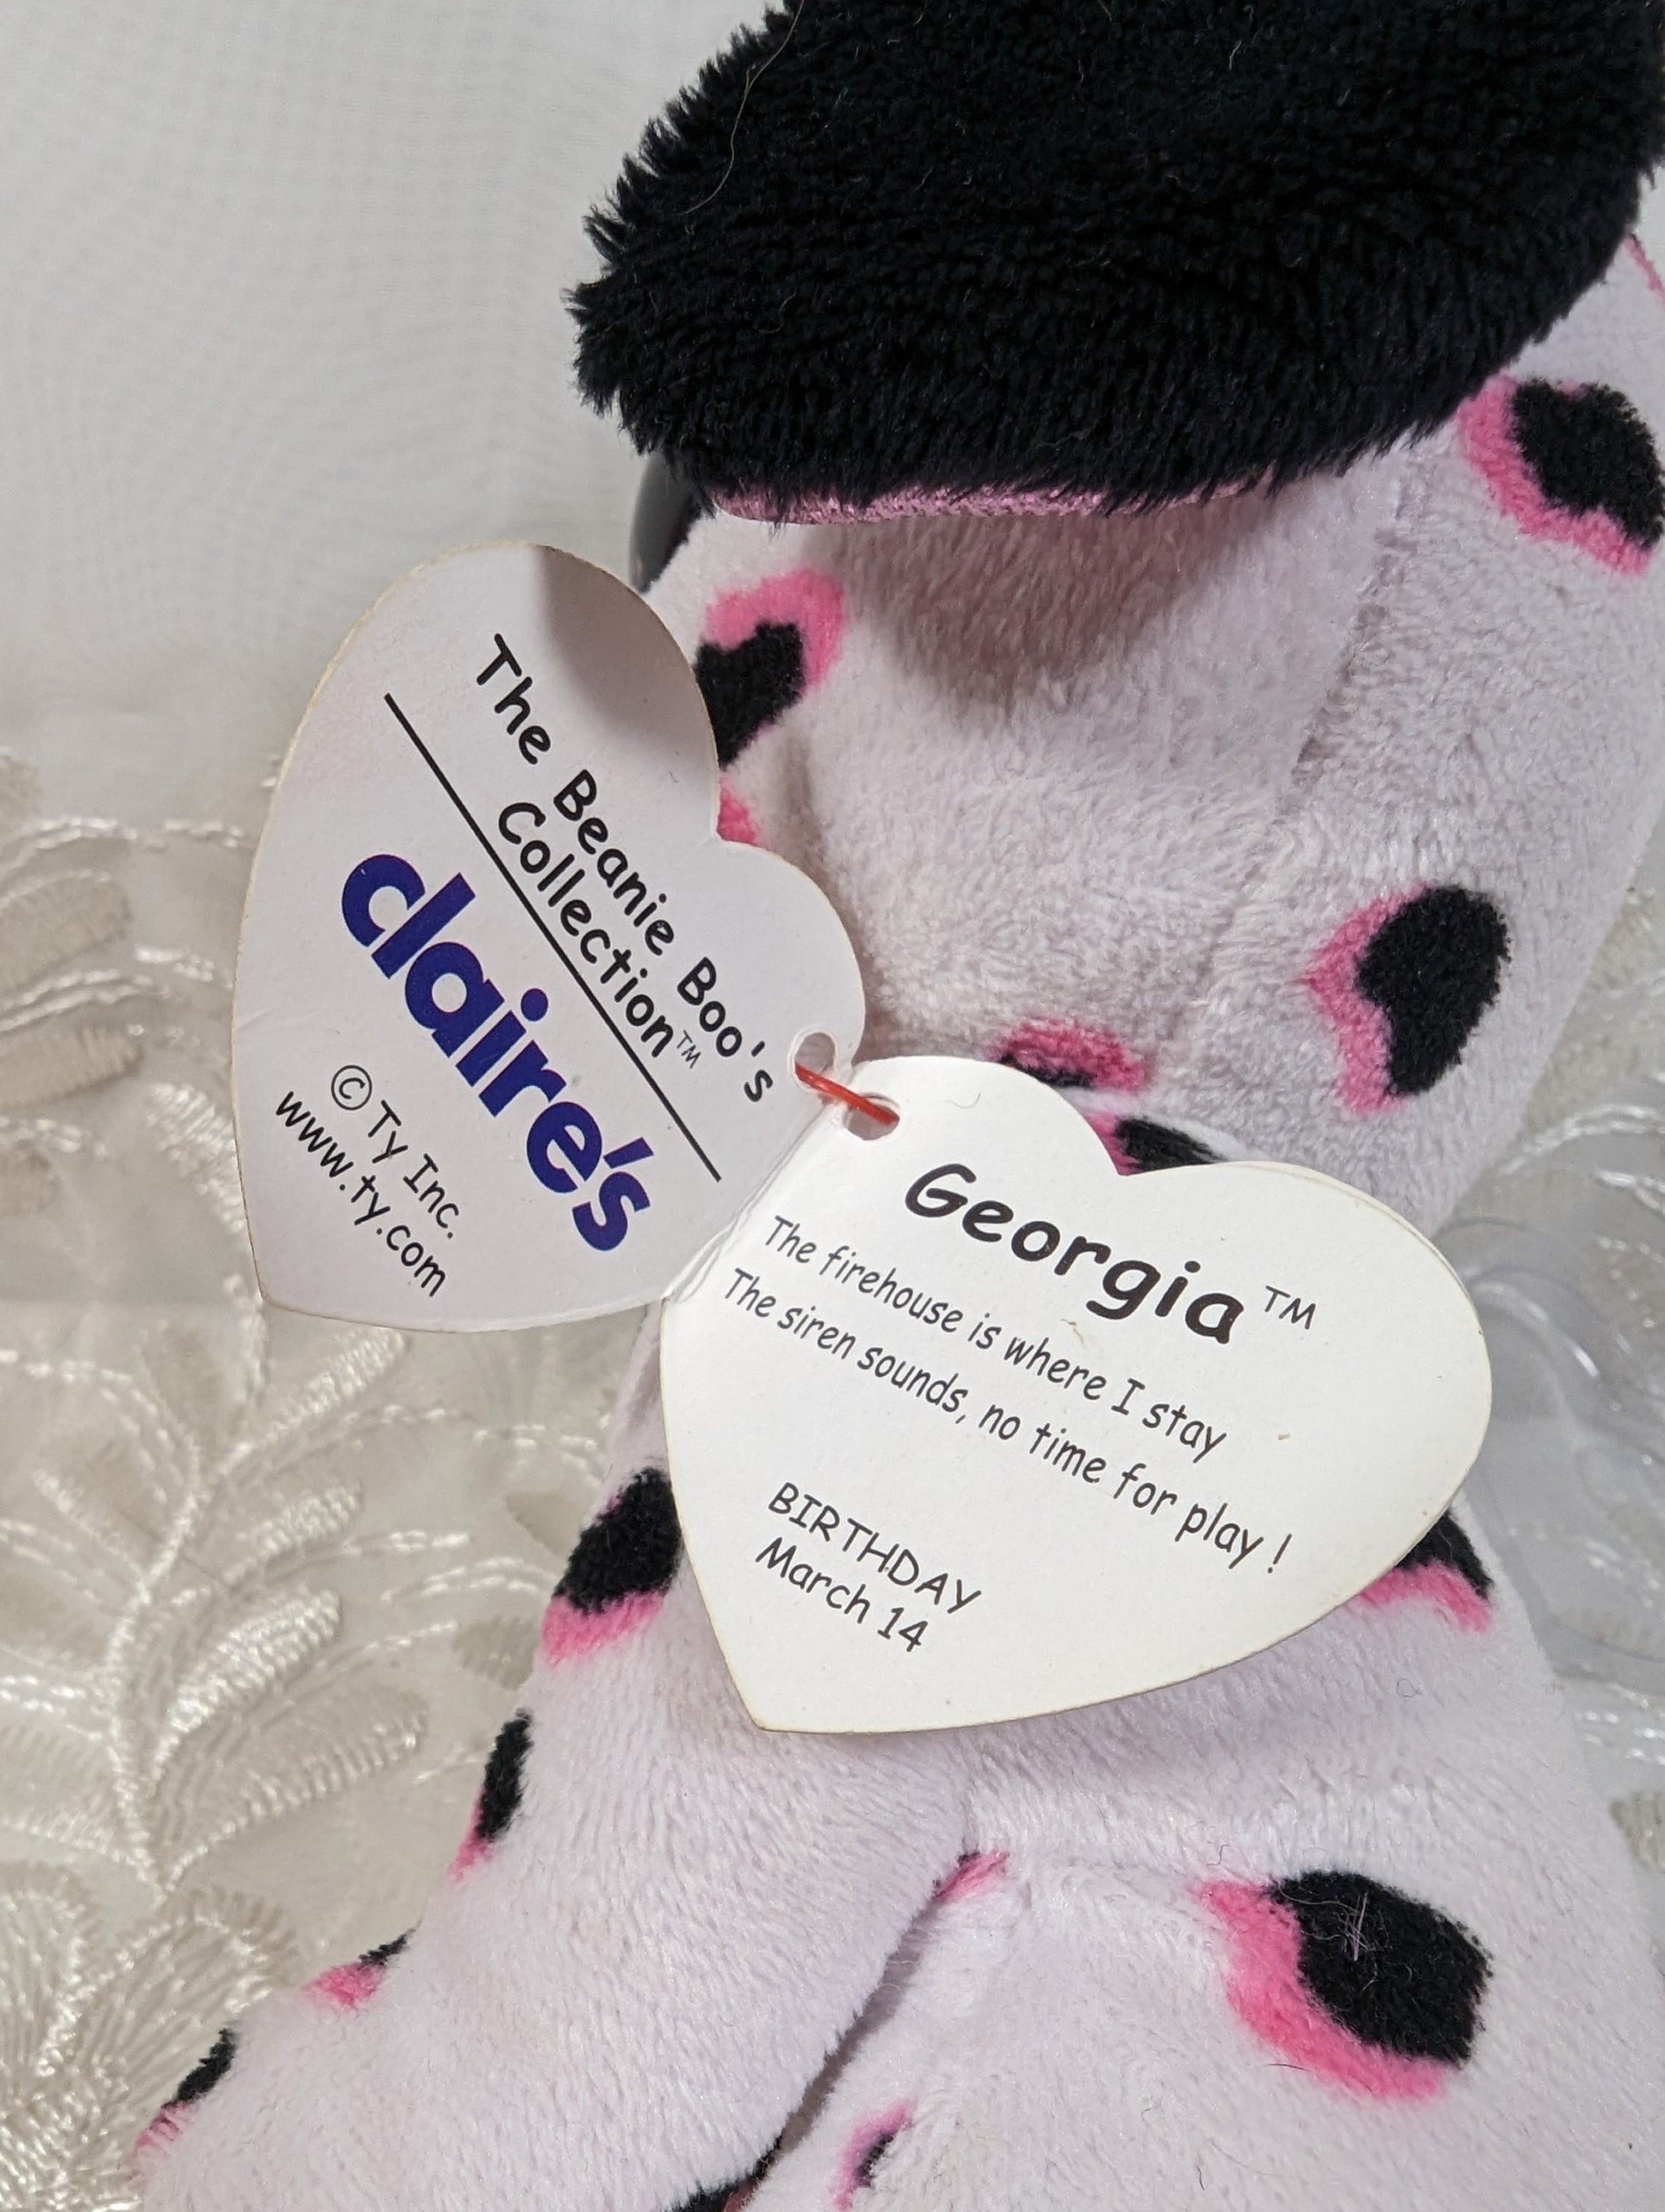 The Beanie Boo's
Collection™
claire's
© Ty Inc.
www.ty.com
Georgia™
The firehouse is where I stay
The siren sounds, no time for play !
BIRTHDAY
March 14